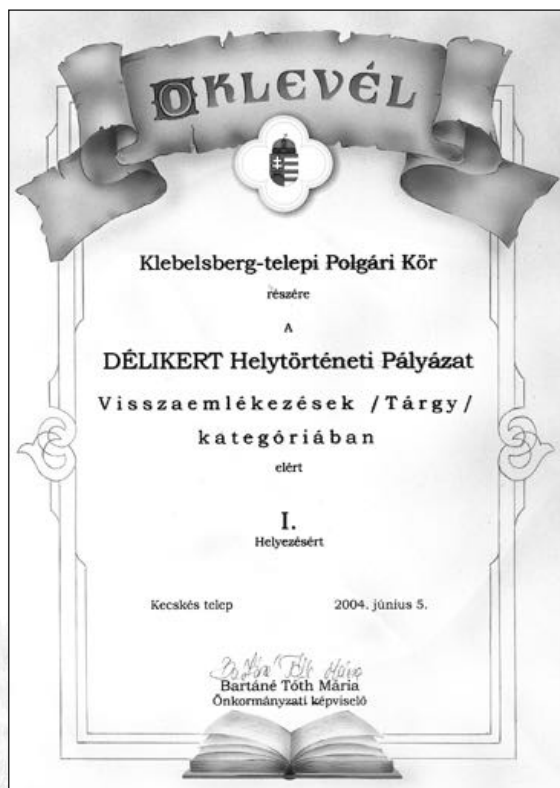 OKLEVÉL
Klebelsberg-telepi Polgári Kör
részére
A
DÉLIKERT Helytörténeti Pályázat
Visszaemlékezések /Tárgy/
kategóriában
elért
I.
Helyezésért
Kecskés telep 2004. június 5.
Bartáné Tóth Mária
Önkormányzati képviselő